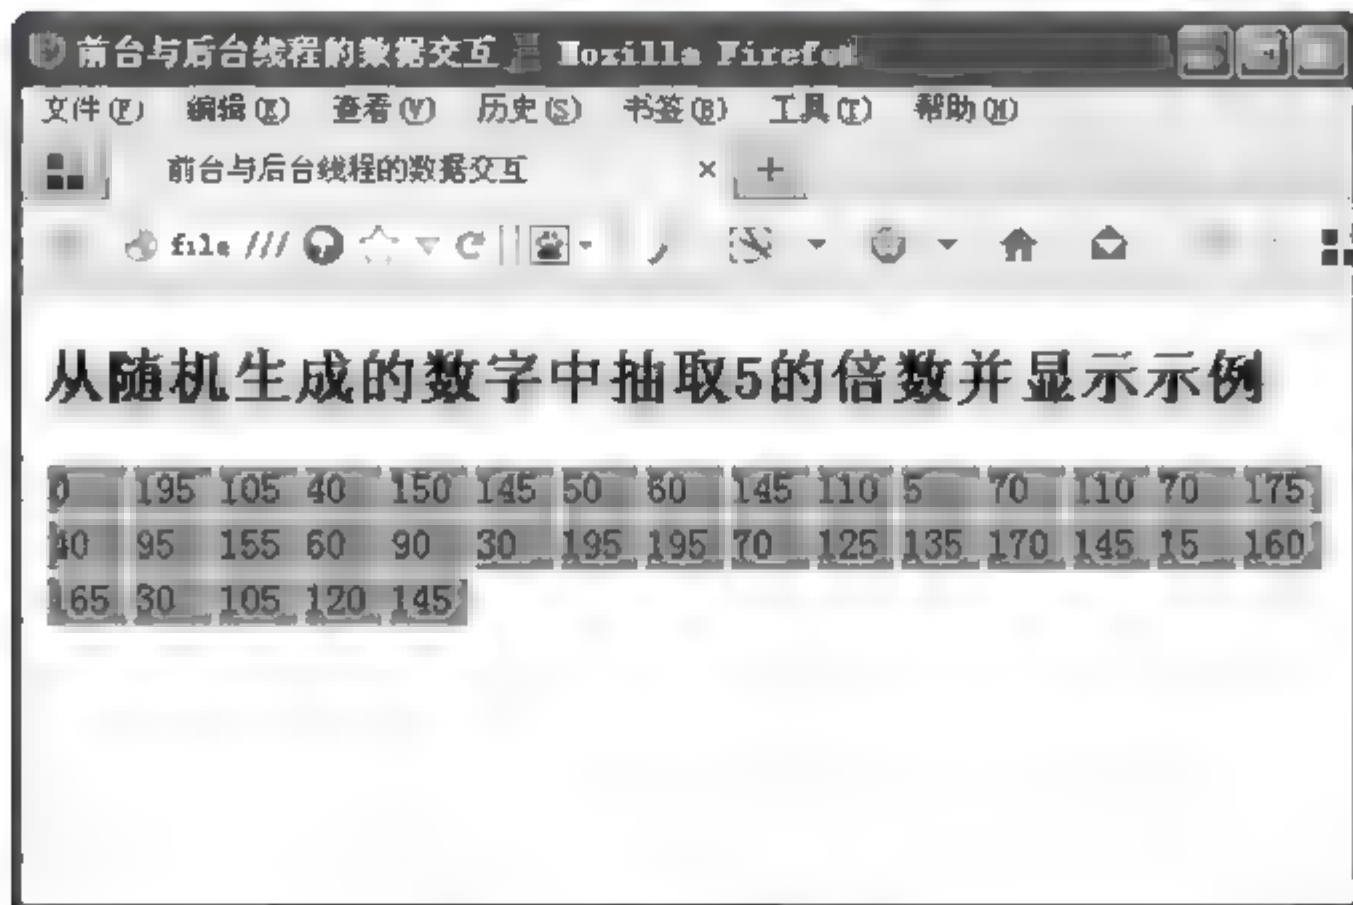 前台与后台线程的数据交互 Mozilla Firefox
文件(F) 编辑(E) 查看(V) 历史(S) 书签(B) 工具(T) 帮助(H)
前台与后台线程的数据交互 × +
file ///
从随机生成的数字中抽取5的倍数并显示示例
0 195 105 40 150 145 50 60 145 110 5 70 110 70 175
95 155 60 90 30 195 195 70 125 135 170 145 15 160
165 30 105 120 145